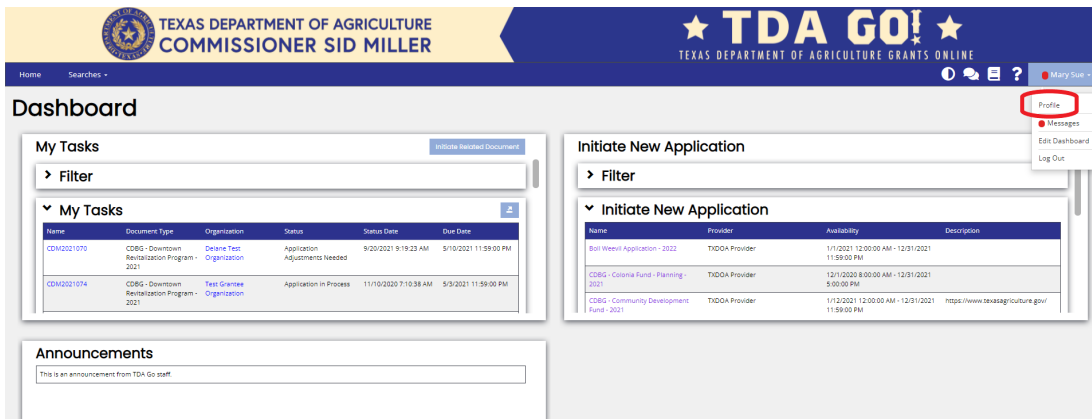 TEXAS DEPARTMENT OF AGRICULTURE
COMMISSIONER SID MILLER
TDA GO!
TEXAS DEPARTMENT OF AGRICULTURE GRANTS ONLINE
Home Searches
? Mary Sue
Profile
Messages
Edit Dashboard
Log Out
Dashboard
My Tasks
Initiate Related Document
Filter
My Tasks
Name Document Type Organization Status Status Date Due Date
CDM2021070 CDBG - Downtown Delane Test Application 9/20/2021 9:19:23 AM 5/10/2021 11:59:00 PM
Revitalization Program - Organization Adjustments Needed
2021
CDM2021074 CDBG - Downtown Test Grantee Application in Process 11/10/2020 7:10:38 AM 5/3/2021 11:59:00 PM
Revitalization Program - Organization
2021
Initiate New Application
Filter
Initiate New Application
Name Provider Availability Description
Boll Weevil Application - 2022 TXDOA Provider 1/1/2021 12:00:00 AM - 12/31/2021
11:59:00 PM
CDBG - Colonia Fund - Planning - TXDOA Provider 12/1/2020 8:00:00 AM - 12/31/2021
2021 5:00:00 PM
CDBG - Community Development TXDOA Provider 1/12/2021 12:00:00 AM - 12/31/2021 https://www.texasagriculture.gov/
Fund - 2021 11:59:00 PM
Announcements
This is an announcement from TDA Go staff.